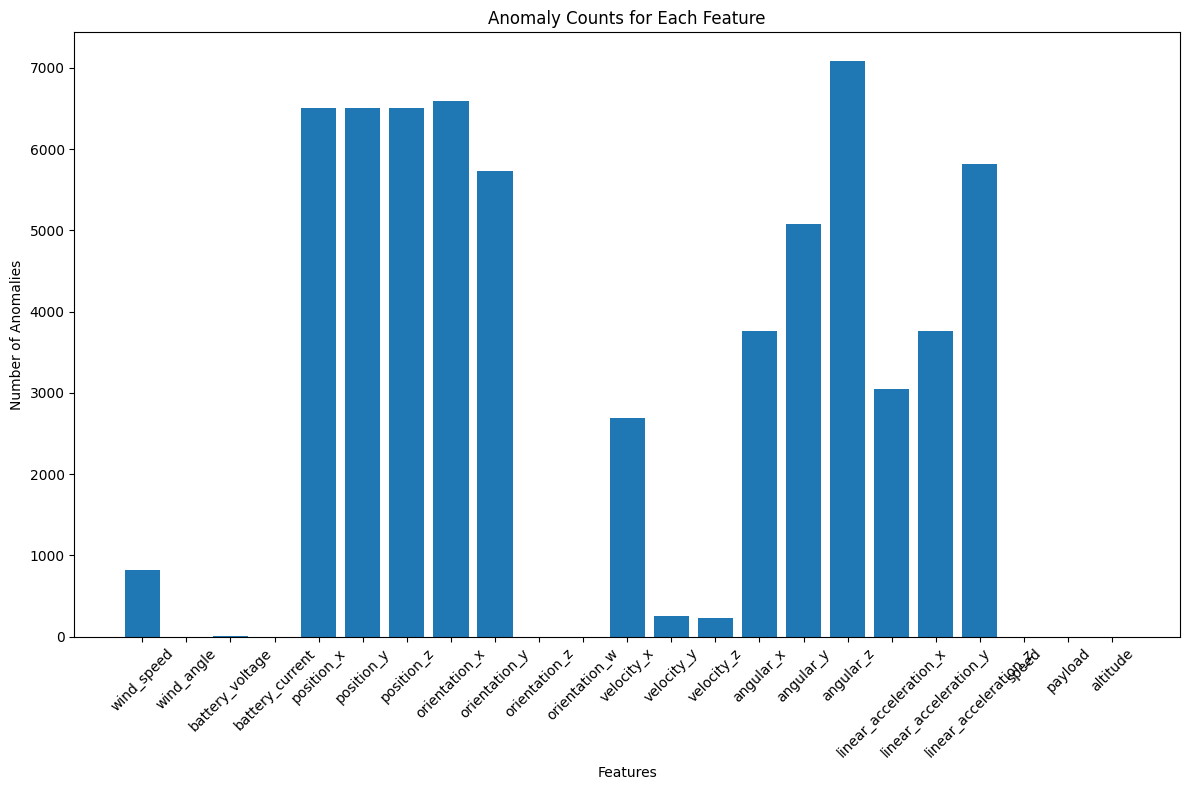 Anomaly Counts for Each Feature
Number of Anomalies
7000
6000
5000
4000
3000
2000
1000
0
wind_speed
wind_angle
battery_voltage
battery_current
position_x
position_y
position_z
orientation_x
orientation_y
orientation_z
orientation_w
velocity_x
velocity_y
velocity_z
angular_x
angular_y
angular_z
linear_acceleration_x
linear_acceleration_y
linear_acceleration_z
speed
payload
altitude
Features